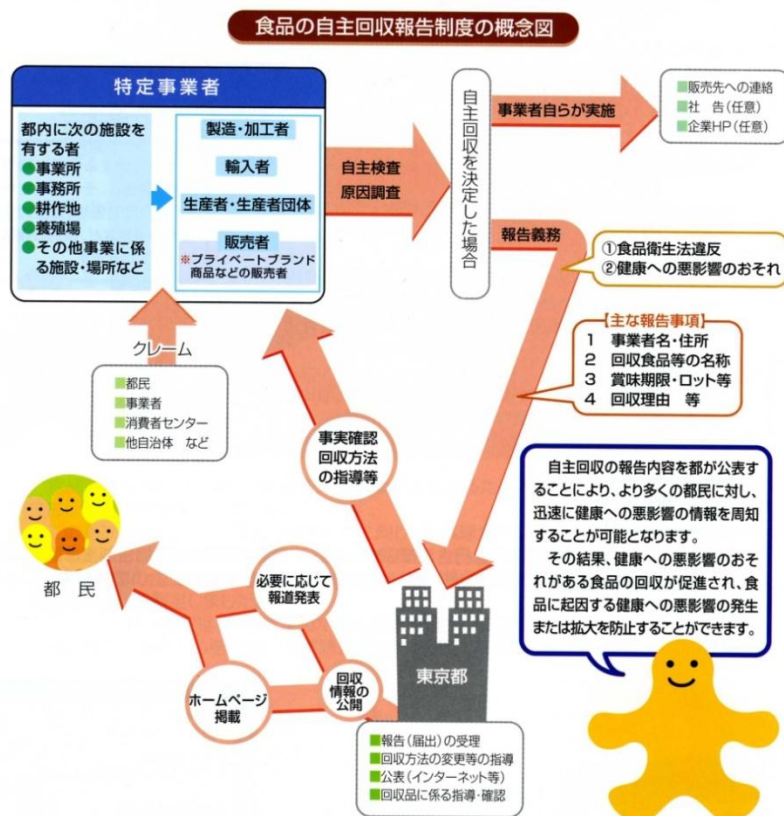 食品の自主回収報告制度の概念図
特定事業者
都内に次の施設を
有する者
●事業所
●事務所
●耕作地
●養殖場
●その他事業に係
る施設・場所など
製造・加工者
輸入者
生産者・生産者団体
販売者
※プライベートブランド
商品などの販売者
自主検査
原因調査
自主回収を決定した場合
事業者自らが実施
■販売先への連絡
■社　告（任意）
■企業HP（任意）
報告義務
①食品衛生法違反
②健康への悪影響のおそれ
【主な報告事項】
1　事業者名・住所
2　回収食品等の名称
3　賞味期限・ロット等
4　回収理由　等
クレーム
■都民
■事業者
■消費者センター
■他自治体　など
事実確認
回収方法
の指導等
自主回収の報告内容を都が公表
することにより、より多くの都民に対し、
迅速に健康への悪影響の情報を周知
することが可能となります。
その結果、健康への悪影響のおそ
れがある食品の回収が促進され、食
品に起因する健康への悪影響の発生
または拡大を防止することができます。
都　民
必要に応じて
報道発表
ホームページ
掲載
回収
情報の
公開
東京都
■報告（届出）の受理
■回収方法の変更等の指導
■公表（インターネット等）
■回収品に係る指導・確認